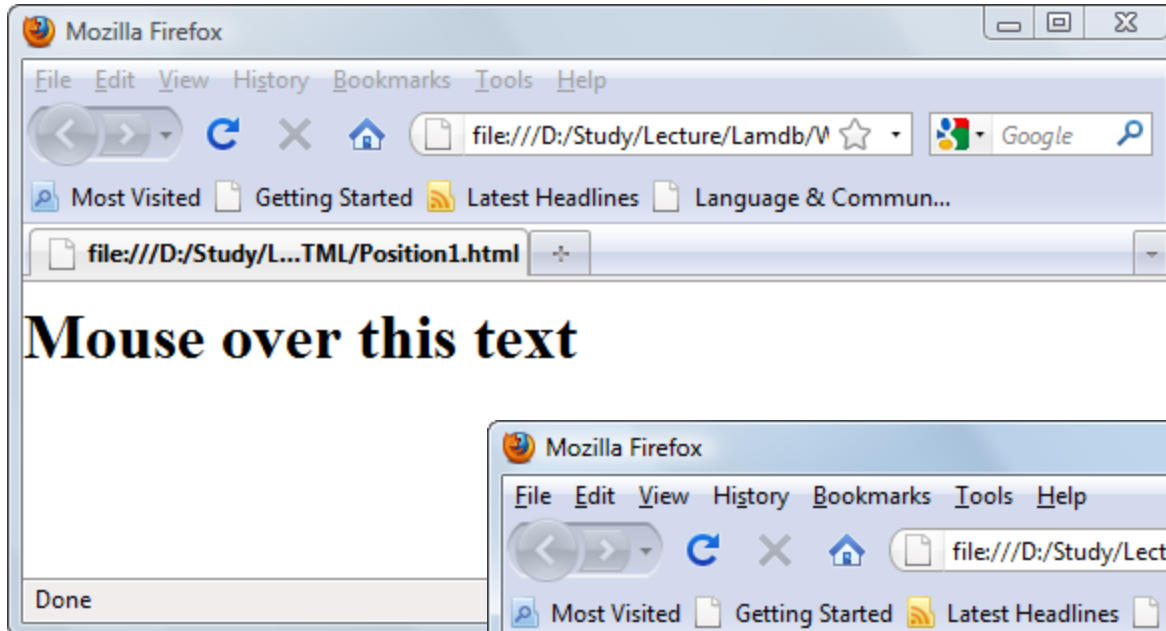 Mozilla Firefox
File Edit View History Bookmarks Tools Help
file:///D:/Study/Lecture/Lamdb/W Google
Most Visited Getting Started Latest Headlines Language & Commun...
file:///D:/Study/L...TML/Position1.html
Mouse over this text
Done
Mozilla Firefox
File Edit View History Bookmarks Tools Help
file:///D:/Study/Lect
Most Visited Getting Started Latest Headlines